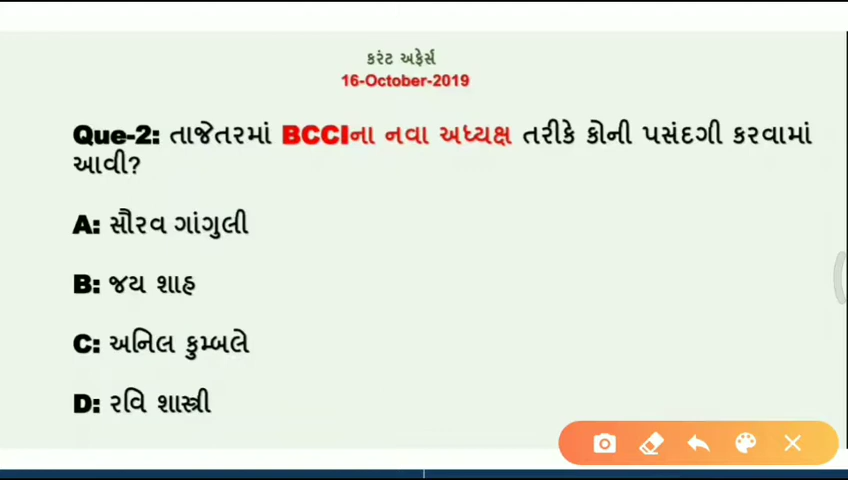 કરંટ અફેર્સ
16-October-2019
Que-2: તાજેતરમાં BCCIના નવા અધ્યક્ષ તરીકે કોની પસંદગી કરવામાં
આવી?
A: સૌરવ ગાંગુલી
B: જય શાહ
C: અનિલ કુમ્બલે
D: રવિ શાસ્ત્રી